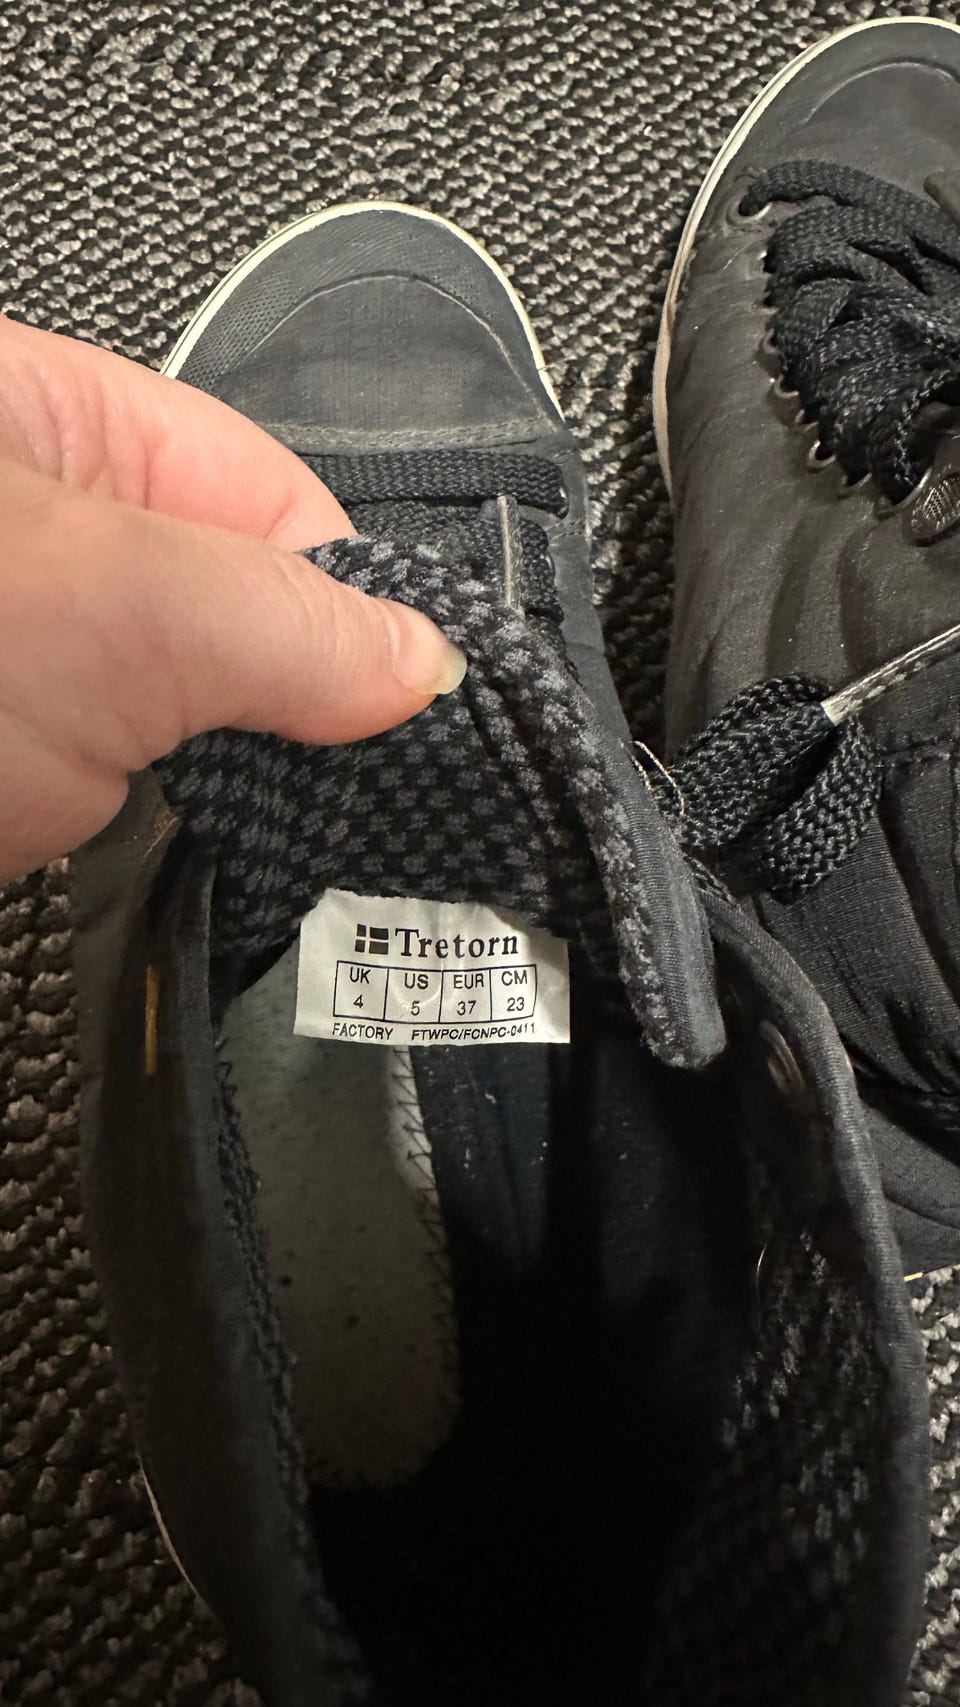 Tretorn
UK US EUR CM
4 5 37 23
FACTORY FTWPC/FCNPC-0411